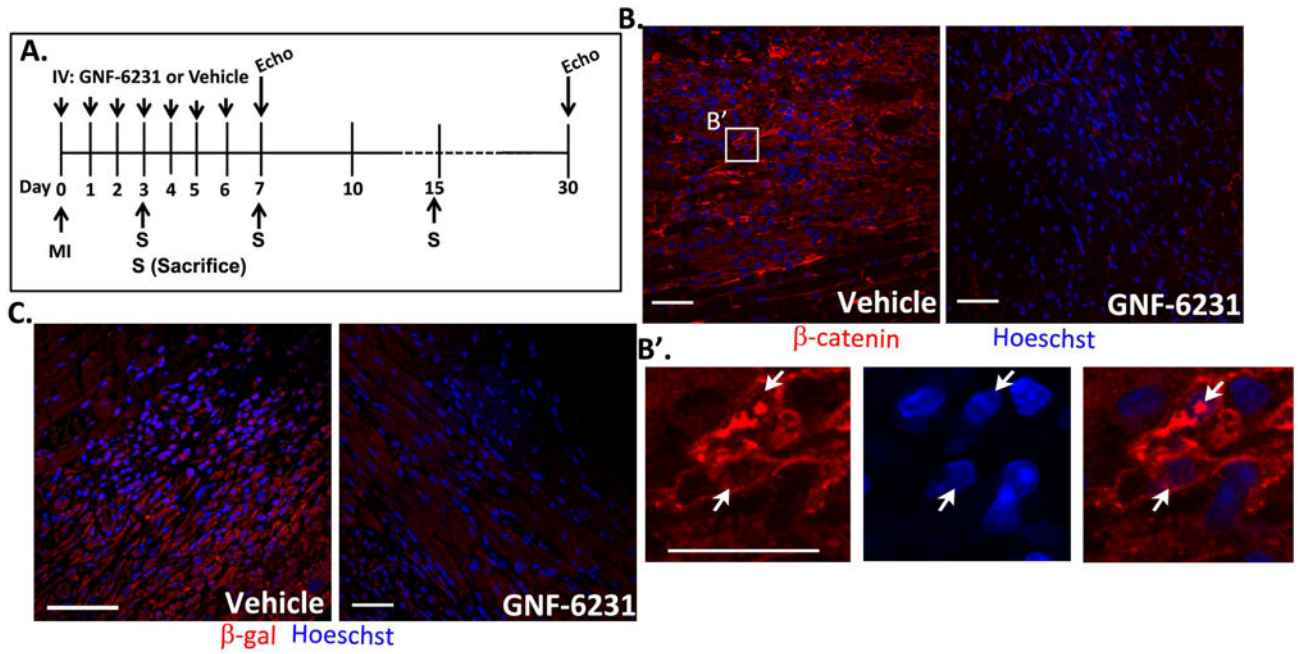 A.
IV: GNF-6231 or Vehicle
Echo
Echo
Day 0 1 2 3 4 5 6 7 10 15 30
MI
S
S
S
S (Sacrifice)
B.
B'
Vehicle
GNF-6231
β-catenin
Hoeschst
B'.
C.
Vehicle
GNF-6231
β-gal Hoeschst